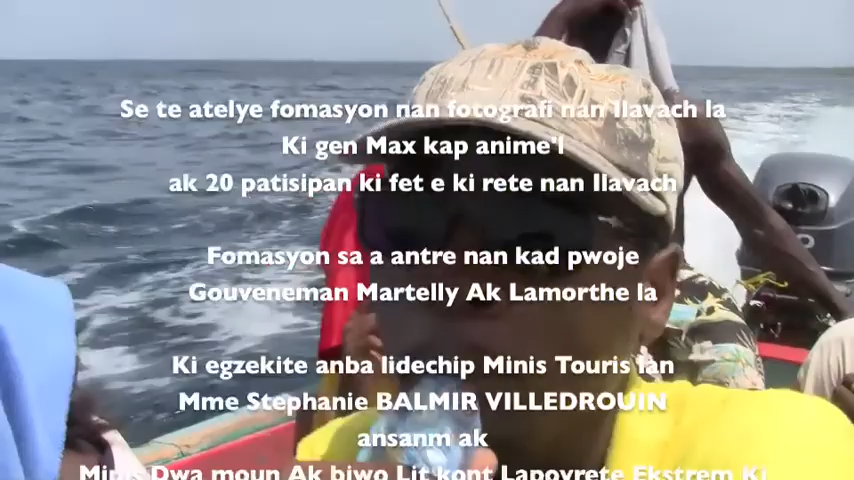 Se te atelye fomasyon nan fotografi nan Ilavach la
Ki gen Max kap anime'l
ak 20 patisipan ki fet e ki rete nan Ilavach
Fomasyon sa a antre nan kad pwoje
Gouveneman Martelly Ak Lamorthe la
Ki egzekite anba lidechip Minis Touris lan
Mme Stephanie BALMIR VILLEDROUIN
ansanm ak
Minis Dwa moun Ak biwo Lit kont Lapovrete Ekstrem Ki